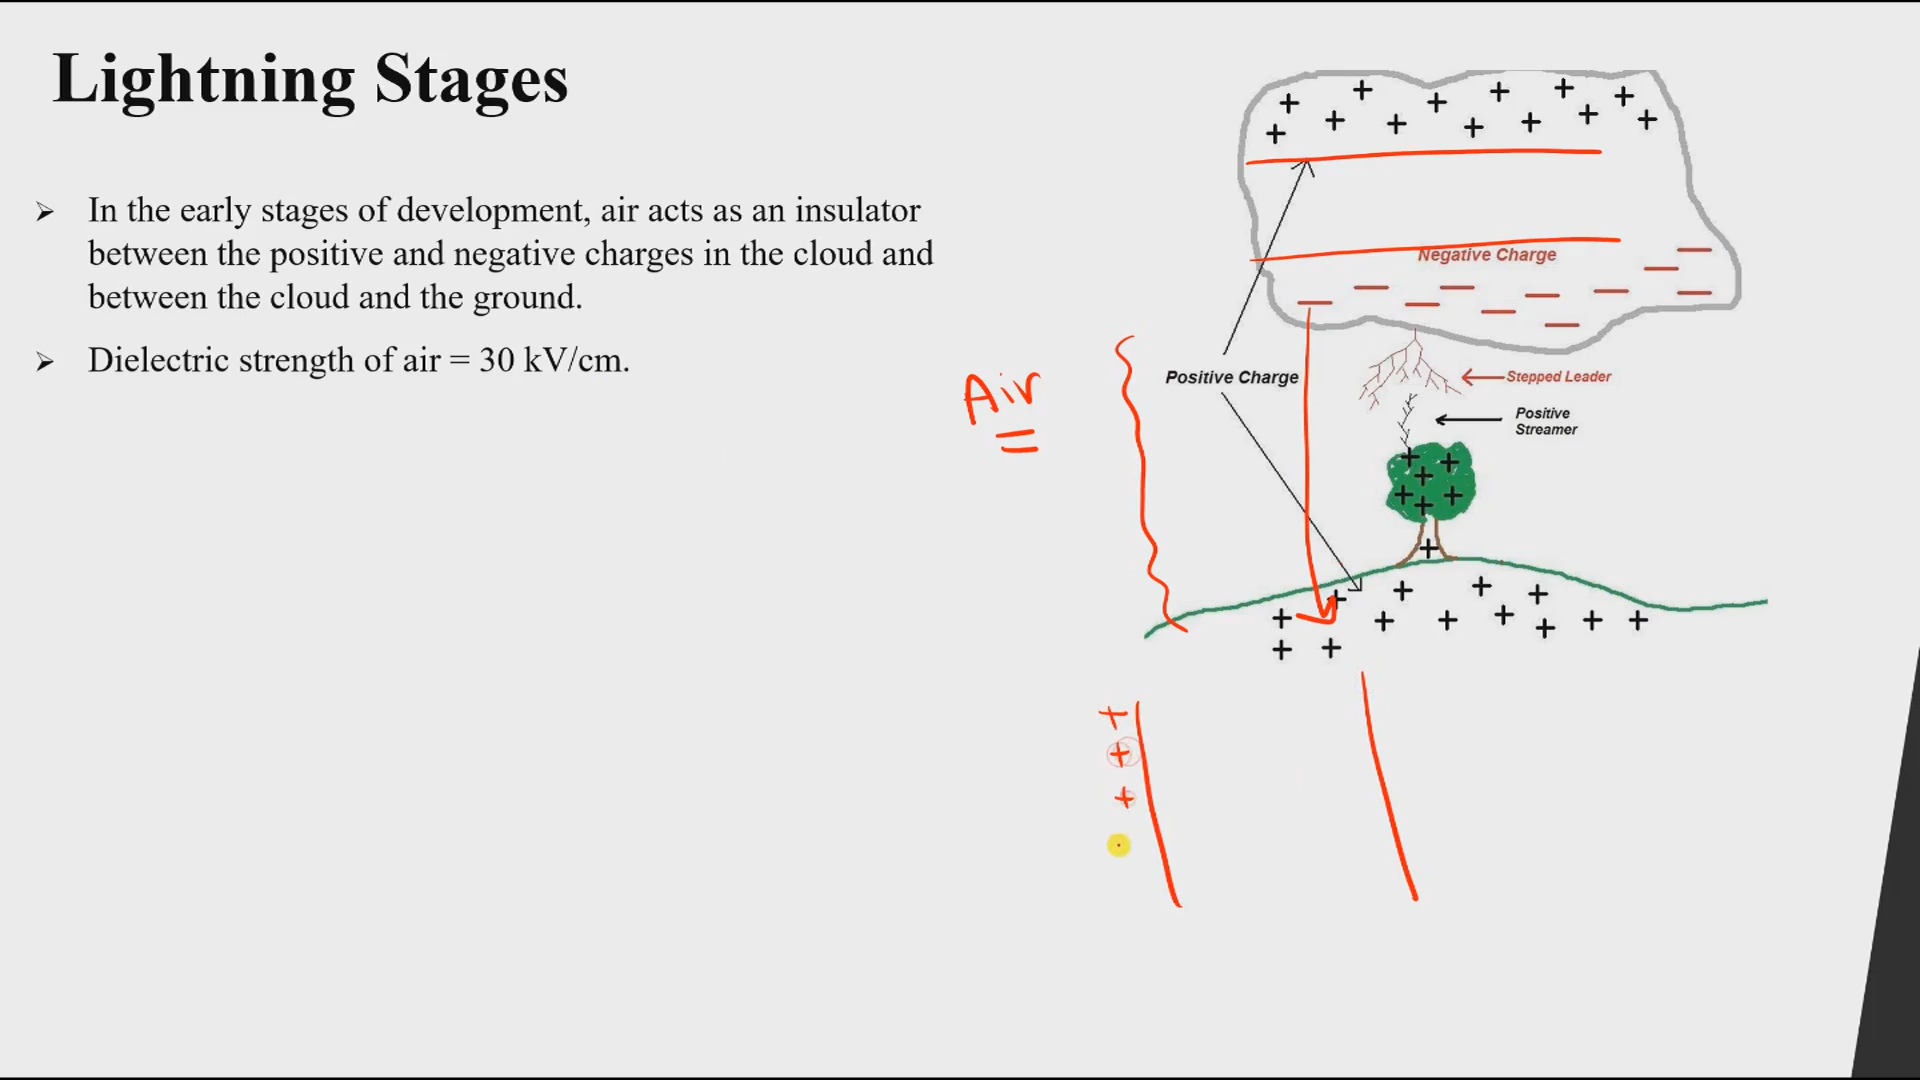 Lightning Stages
➢ In the early stages of development, air acts as an insulator
between the positive and negative charges in the cloud and
between the cloud and the ground.
➢ Dielectric strength of air = 30 kV/cm.
Negative Charge
Air
Positive Charge
Stepped Leader
Positive
Streamer